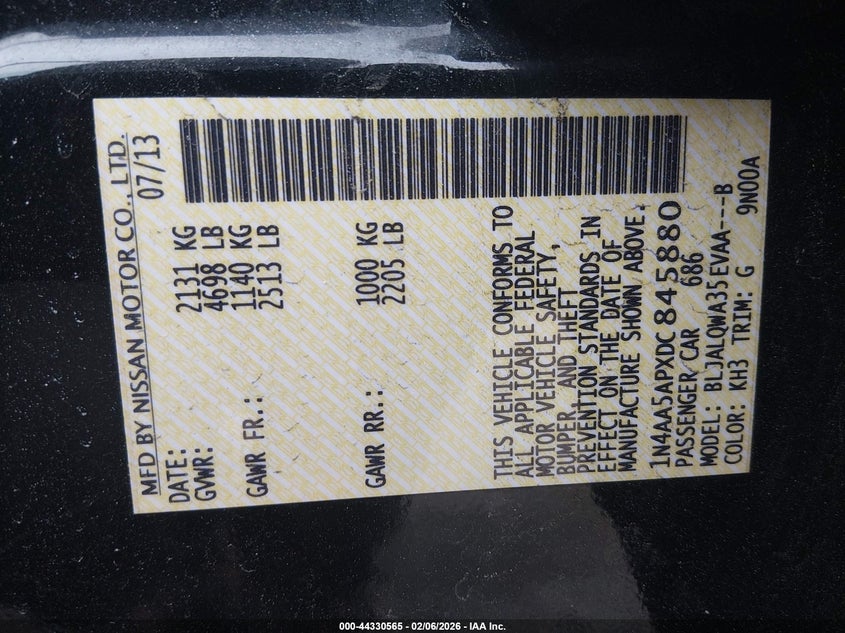 MFD BY NISSAN MOTOR CO., LTD.
DATE: 07/13
GVWR: 2131 KG
4698 LB
GAWR FR.: 1140 KG
2513 LB
GAWR RR.: 1000 KG
2205 LB
THIS VEHICLE CONFORMS TO
ALL APPLICABLE FEDERAL
MOTOR VEHICLE SAFETY,
BUMPER, AND THEFT
PREVENTION STANDARDS IN
EFFECT ON THE DATE OF
MANUFACTURE SHOWN ABOVE.
1N4AA5APXDC845880
PASSENGER CAR 686
MODEL: BLJALQWA35EVAA---B
COLOR: KH3 TRIM: G 9N00A
000-44330565 - 02/06/2026 - IAA Inc.